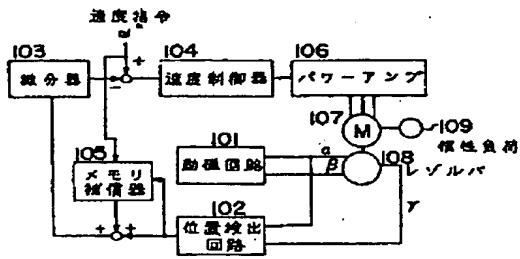 速度指令
α*
103
104
106
微分器
+
-
速度制御器
パワーアンプ
107
M
109
慣性負荷
105
メモリ
補償器
101
励磁回路
α
β
108
レゾルバ
102
位置検出
回路
γ
+
+